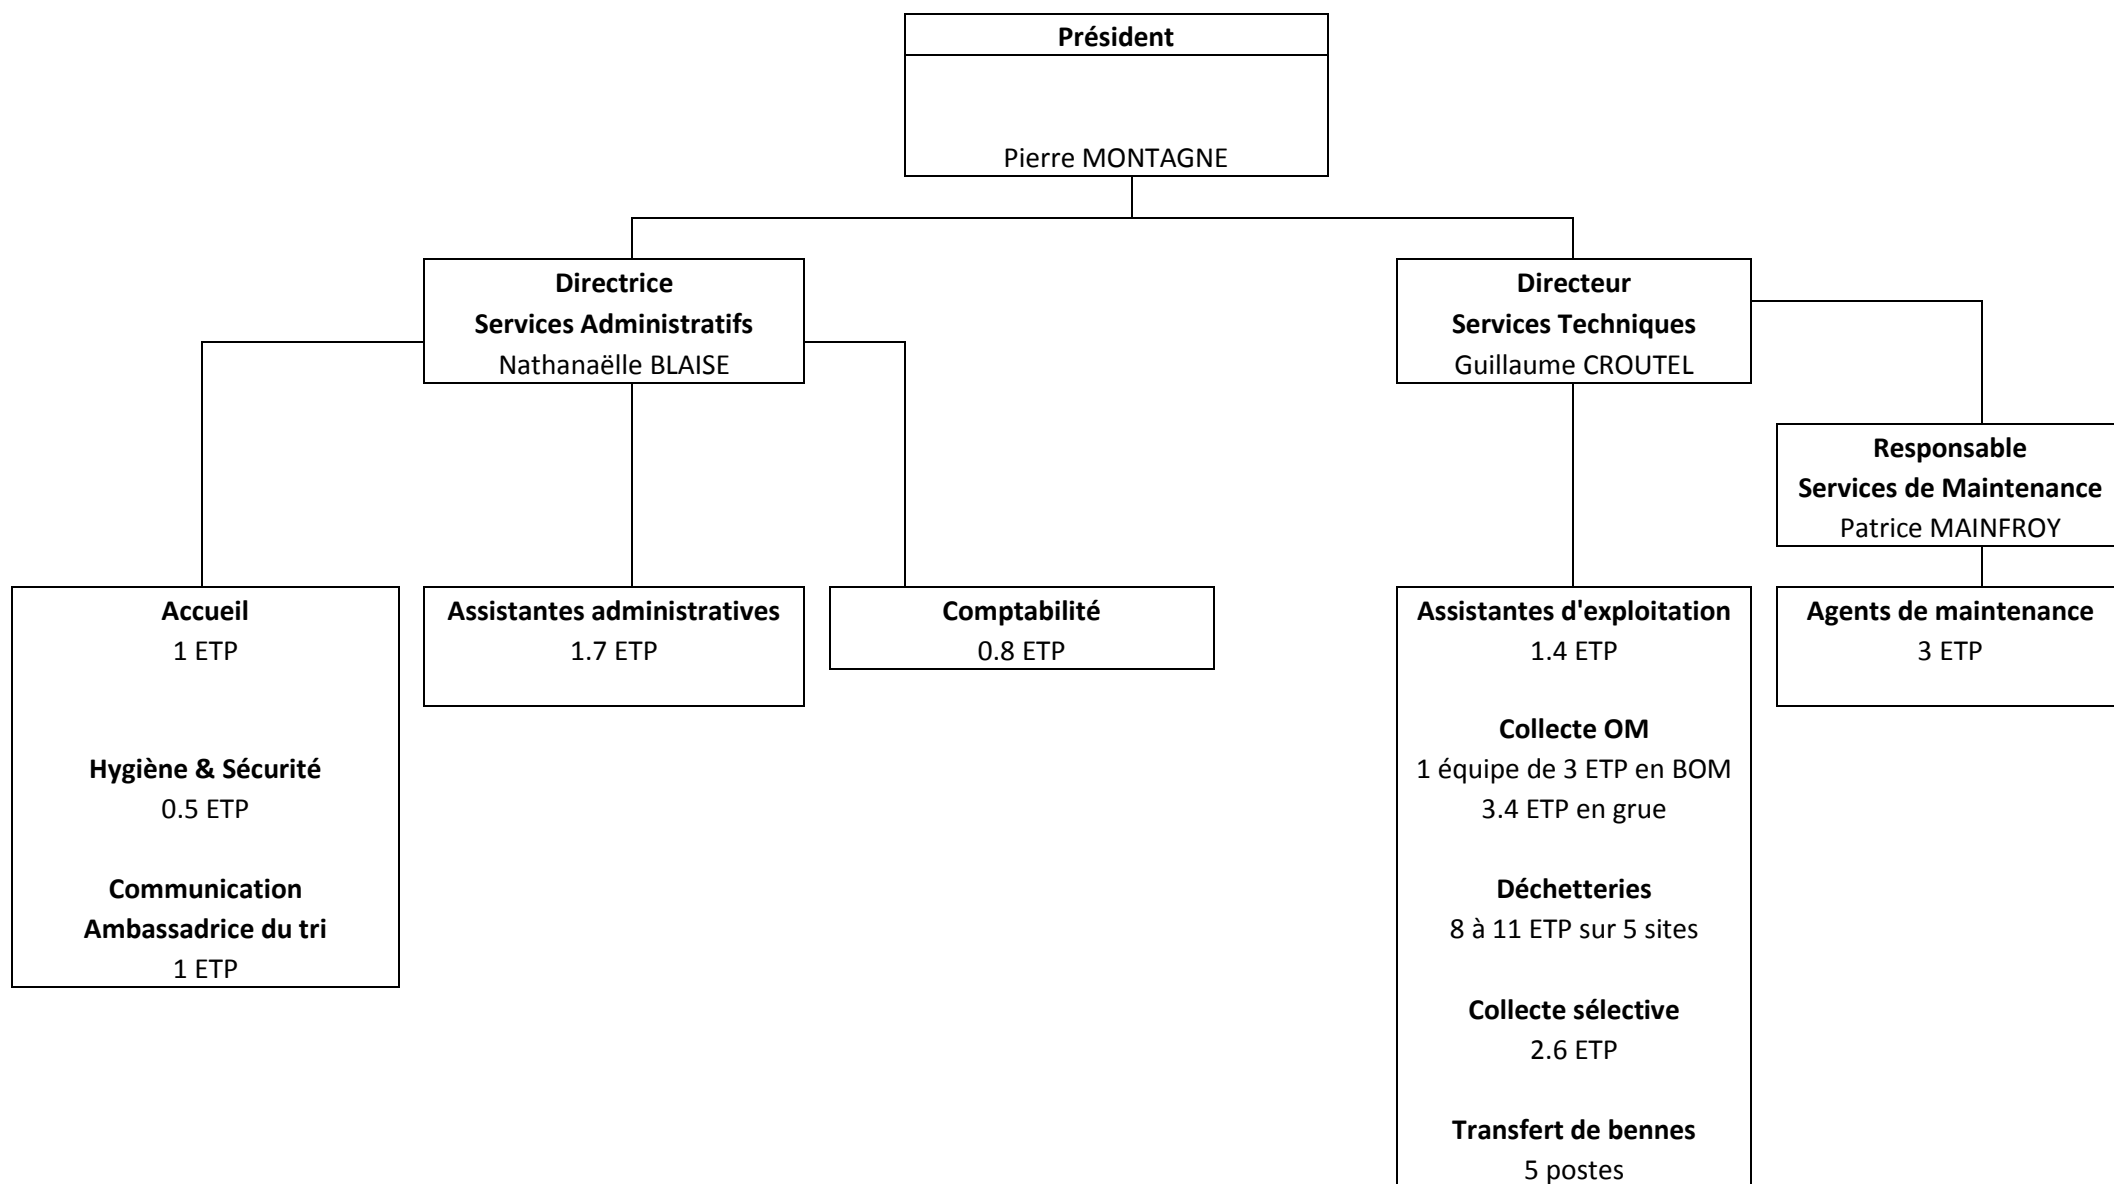 Président
Pierre MONTAGNE
Directrice
Services Administratifs
Nathanaëlle BLAISE
Directeur
Services Techniques
Guillaume CROUTEL
Responsable
Services de Maintenance
Patrice MAINFROY
Accueil
1 ETP
Hygiène & Sécurité
0.5 ETP
Communication
Ambassadrice du tri
1 ETP
Assistantes administratives
1.7 ETP
Comptabilité
0.8 ETP
Assistantes d'exploitation
1.4 ETP
Collecte OM
1 équipe de 3 ETP en BOM
3.4 ETP en grue
Déchetteries
8 à 11 ETP sur 5 sites
Collecte sélective
2.6 ETP
Transfert de bennes
5 postes
Agents de maintenance
3 ETP